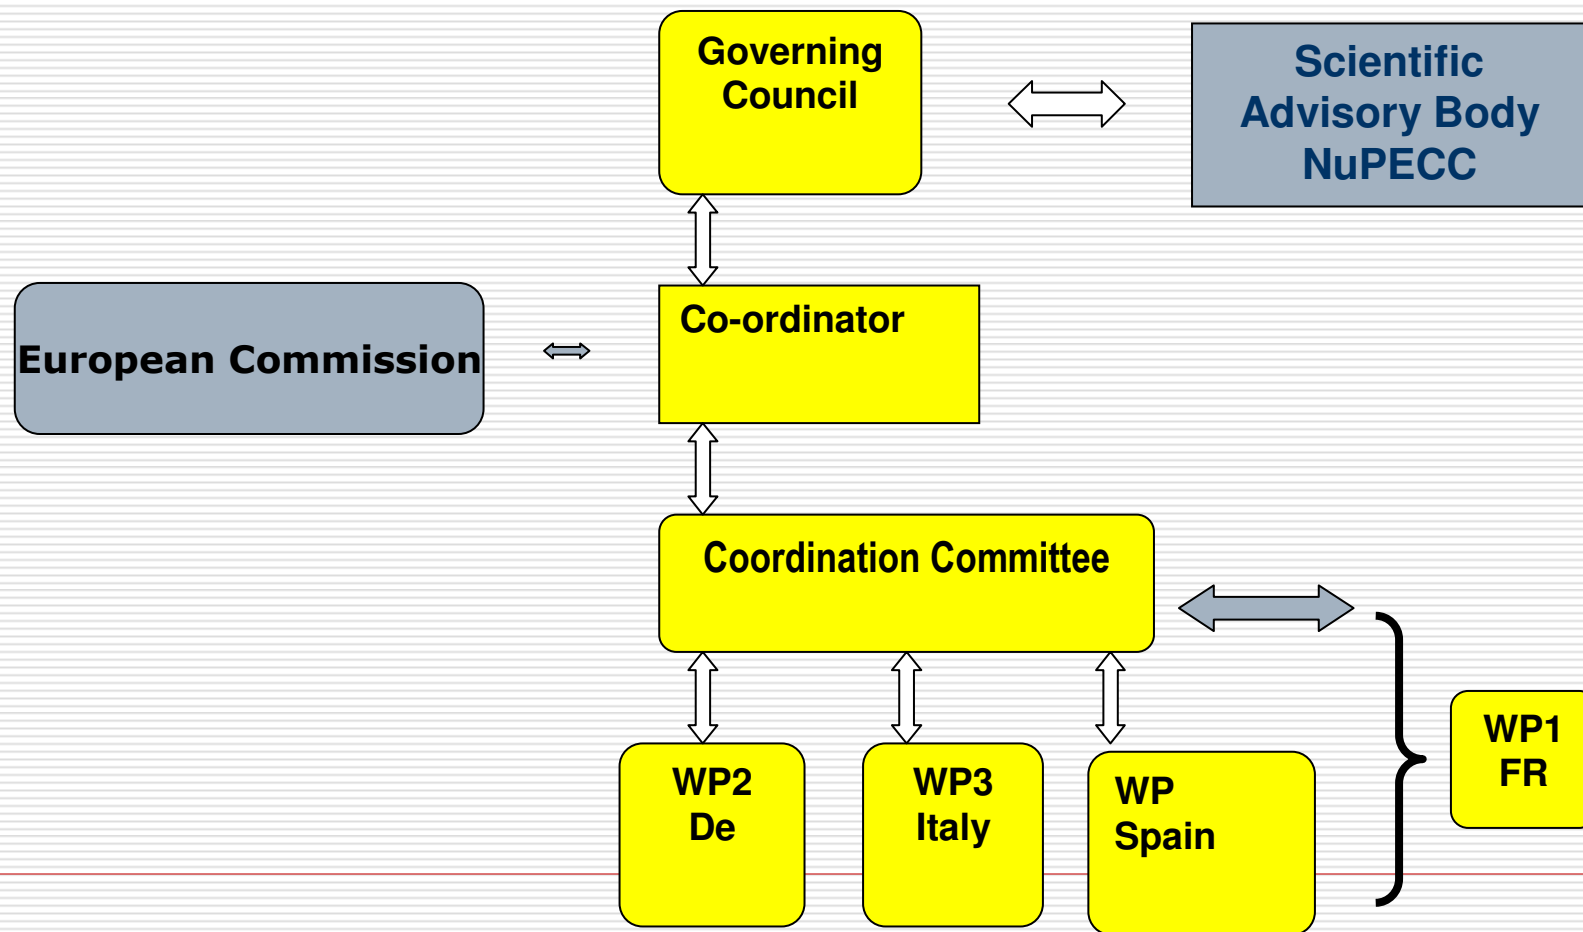 Governing
Council
Scientific
Advisory Body
NuPECC
Co-ordinator
European Commission
Coordination Committee
WP1
FR
WP2
De
WP3
Italy
WP
Spain